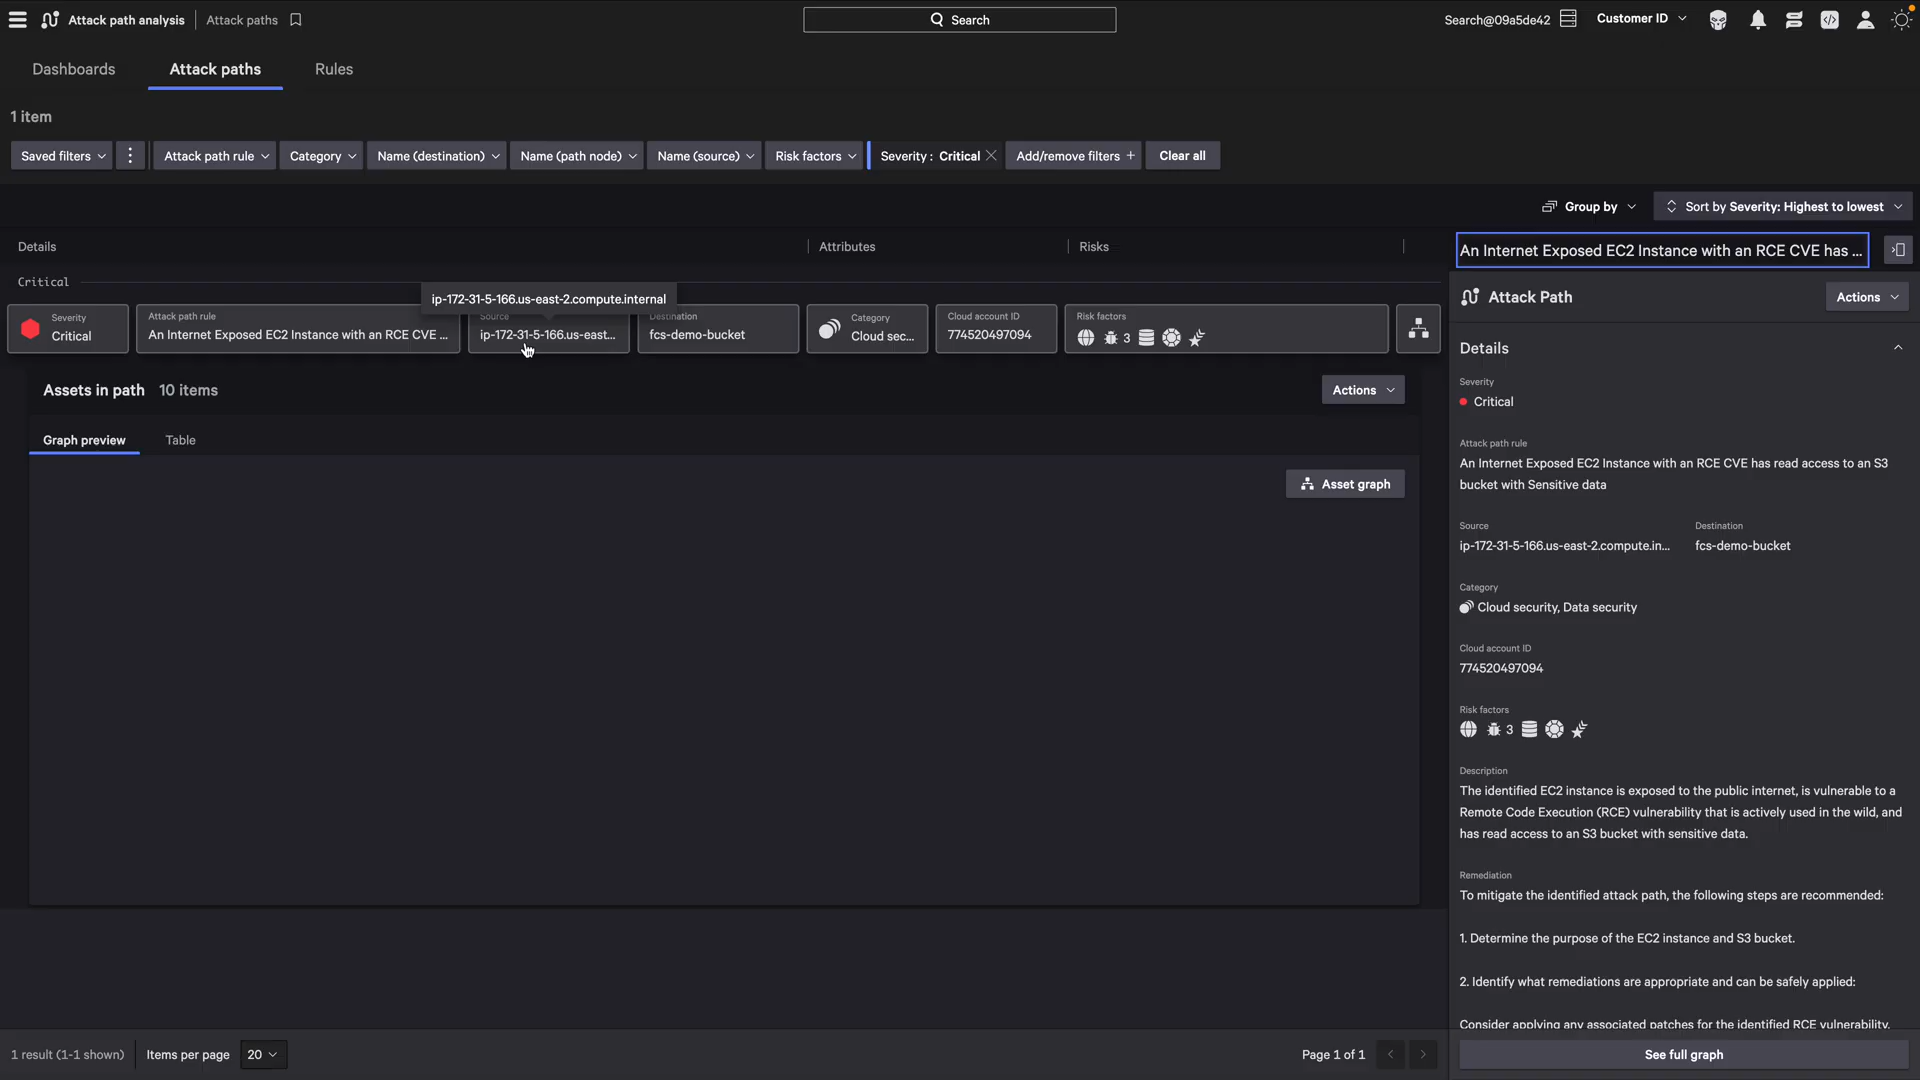 Attack path analysis
Attack paths
Search
Search@09a5de42
Customer ID
Dashboards
Attack paths
Rules
1 item
Saved filters
Attack path rule
Category
Name (destination)
Name (path node)
Name (source)
Risk factors
Severity : Critical
Add/remove filters
Clear all
Group by
Sort by Severity: Highest to lowest
Details
Attributes
Risks
Critical
ip-172-31-5-166.us-east-2.compute.internal
Severity
Critical
Attack path rule
An Internet Exposed EC2 Instance with an RCE CVE ...
Source
ip-172-31-5-166.us-east...
Destination
fcs-demo-bucket
Category
Cloud sec...
Cloud account ID
774520497094
Risk factors
3
Assets in path
10 items
Actions
Graph preview
Table
Asset graph
1 result (1-1 shown)
Items per page
20
Page 1 of 1
An Internet Exposed EC2 Instance with an RCE CVE has ...
Attack Path
Actions
Details
Severity
Critical
Attack path rule
An Internet Exposed EC2 Instance with an RCE CVE has read access to an S3
bucket with Sensitive data
Source
ip-172-31-5-166.us-east-2.compute.in...
Destination
fcs-demo-bucket
Category
Cloud security, Data security
Cloud account ID
774520497094
Risk factors
3
Description
The identified EC2 instance is exposed to the public internet, is vulnerable to a
Remote Code Execution (RCE) vulnerability that is actively used in the wild, and
has read access to an S3 bucket with sensitive data.
Remediation
To mitigate the identified attack path, the following steps are recommended:
1. Determine the purpose of the EC2 instance and S3 bucket.
2. Identify what remediations are appropriate and can be safely applied:
Consider applying any associated patches for the identified RCE vulnerability.
See full graph